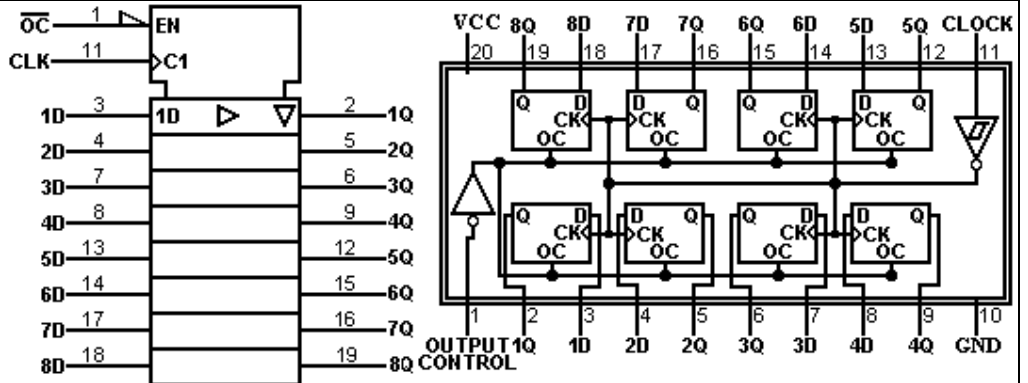 O̅C̅ 1 EN
CLK 11 C1
1D 3 1D 2 1Q
2D 4 5 2Q
3D 7 6 3Q
4D 8 9 4Q
5D 13 12 5Q
6D 14 15 6Q
7D 17 16 7Q
8D 18 19 8Q
VCC 8Q 8D 7D 7Q 6Q 6D 5D 5Q CLOCK
20 19 18 17 16 15 14 13 12 11
Q D D Q Q D D Q
CK CK CK CK
OC OC OC OC
Q D D Q Q D D Q
CK CK CK CK
OC OC OC OC
1 2 3 4 5 6 7 8 9 10
OUTPUT CONTROL 1Q 1D 2D 2Q 3Q 3D 4D 4Q GND